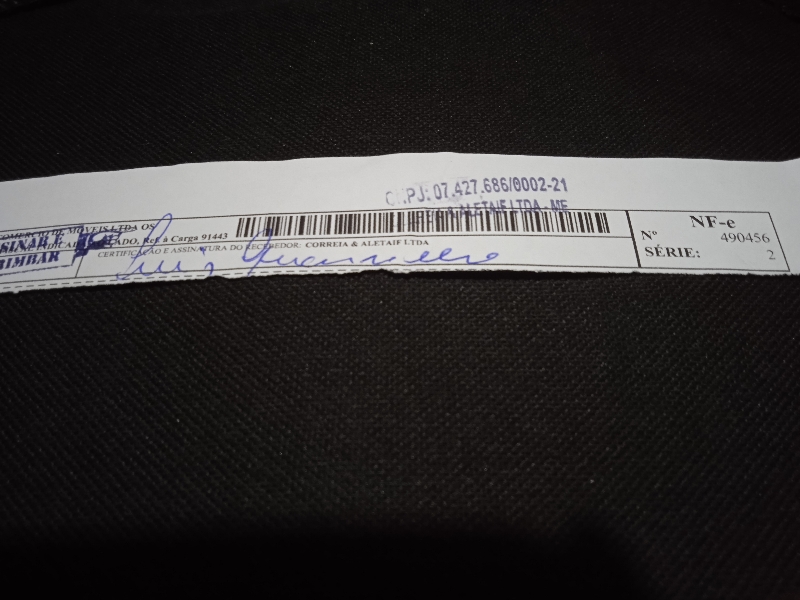 CNPJ: 07.427.686/0002-21
ALETAIF LTDA - ME
COMERCIO DE MOVEIS LTDA OS
Ref à Carga 91443
CERTIFICAÇÃO E ASSINATURA DO RECEBEDOR: CORREIA & ALETAIF LTDA
Luiz
NF-e
Nº 490456
SÉRIE: 2